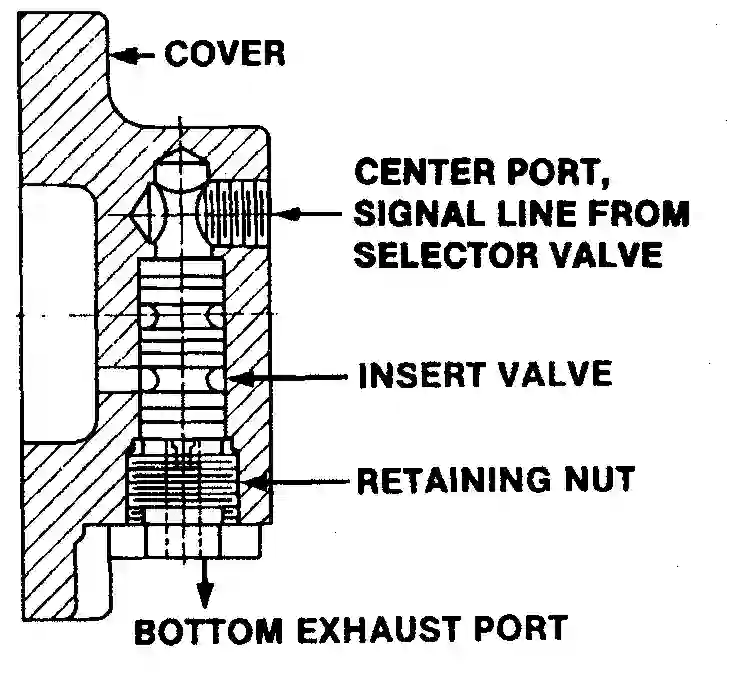 COVER
CENTER PORT,
SIGNAL LINE FROM
SELECTOR VALVE
INSERT VALVE
RETAINING NUT
BOTTOM EXHAUST PORT